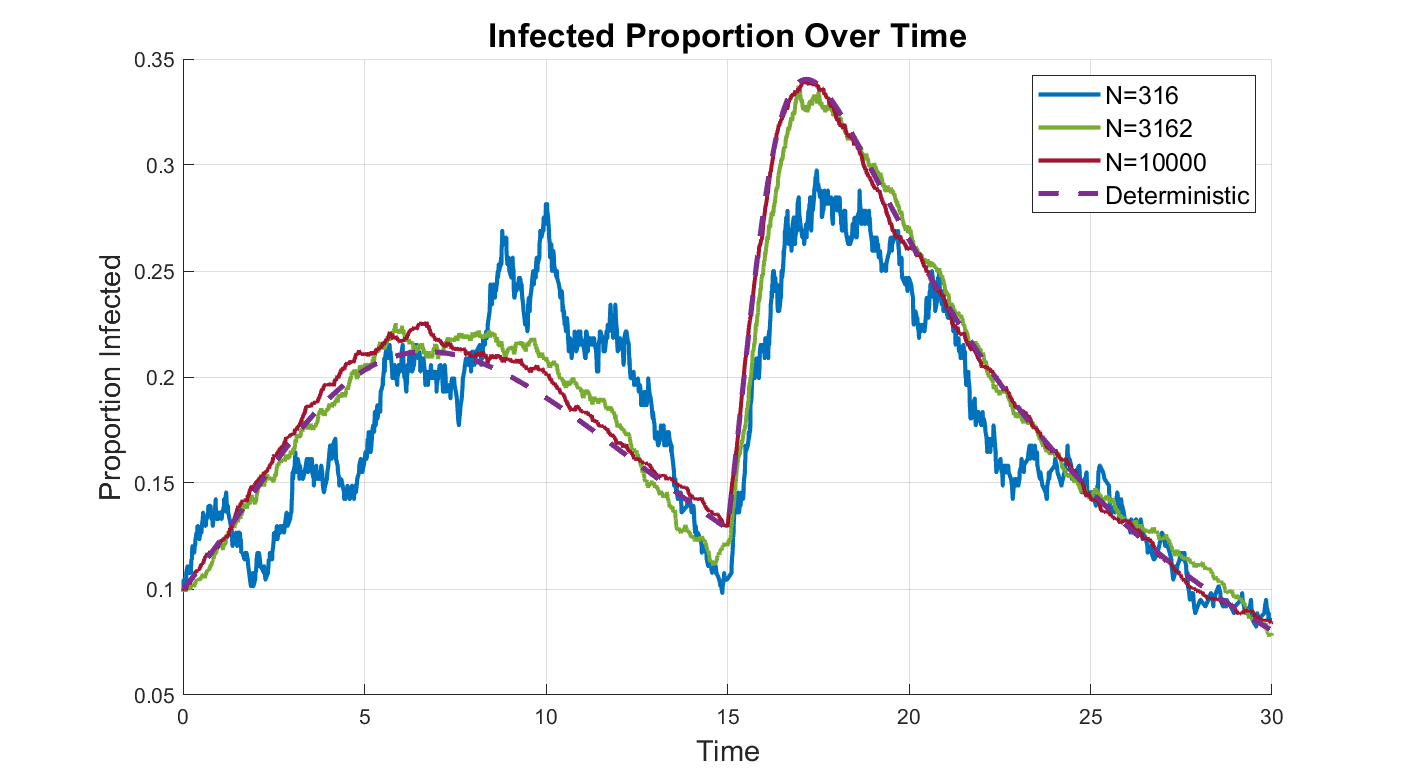 Infected Proportion Over Time
0.35
0.3
0.25
0.2
0.15
0.1
0.05
Proportion Infected
N=316
N=3162
N=10000
Deterministic
0 5 10 15 20 25 30
Time